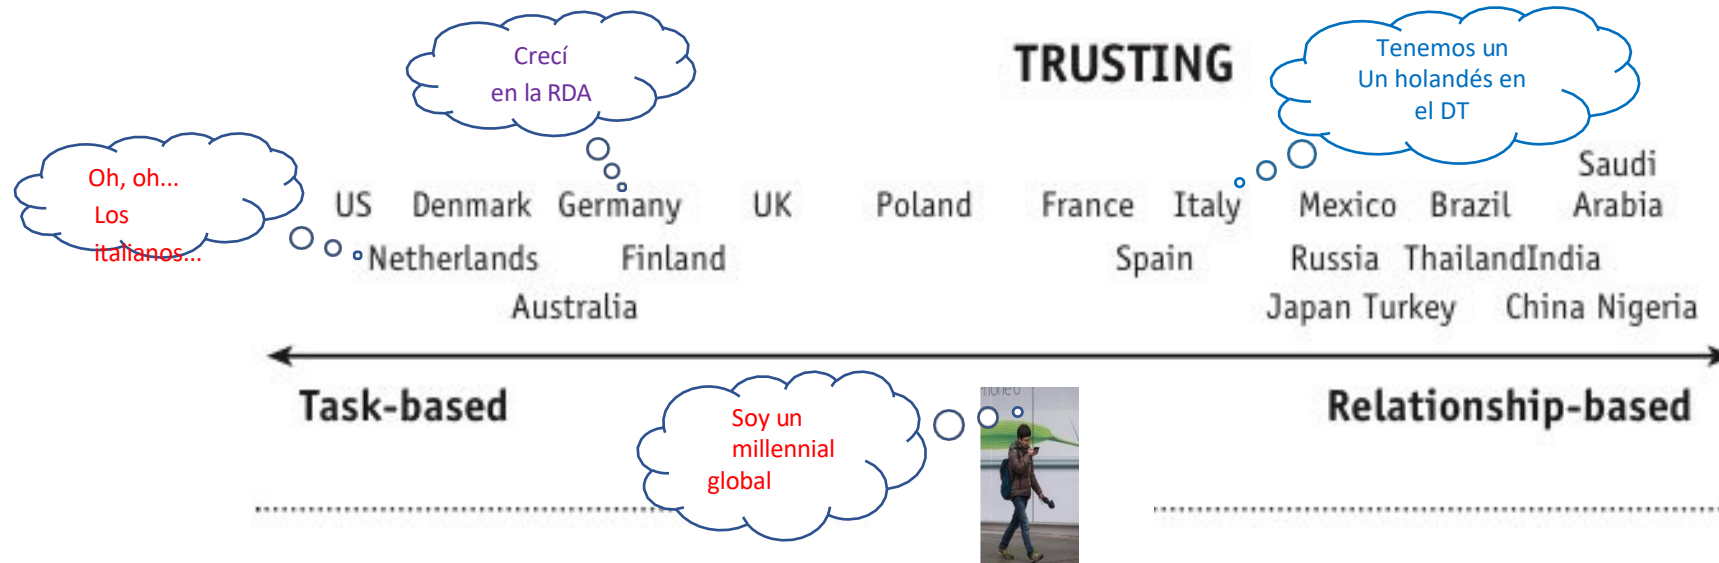 Crecí
en la RDA
TRUSTING
Tenemos un
Un holandés en
el DT
Oh, oh...
Los
italianos...
Saudi
US Denmark Germany UK Poland France Italy Mexico Brazil Arabia
Netherlands Finland Spain Russia Thailand India
Australia Japan Turkey China Nigeria
Task-based Relationship-based
Soy un
millennial
global